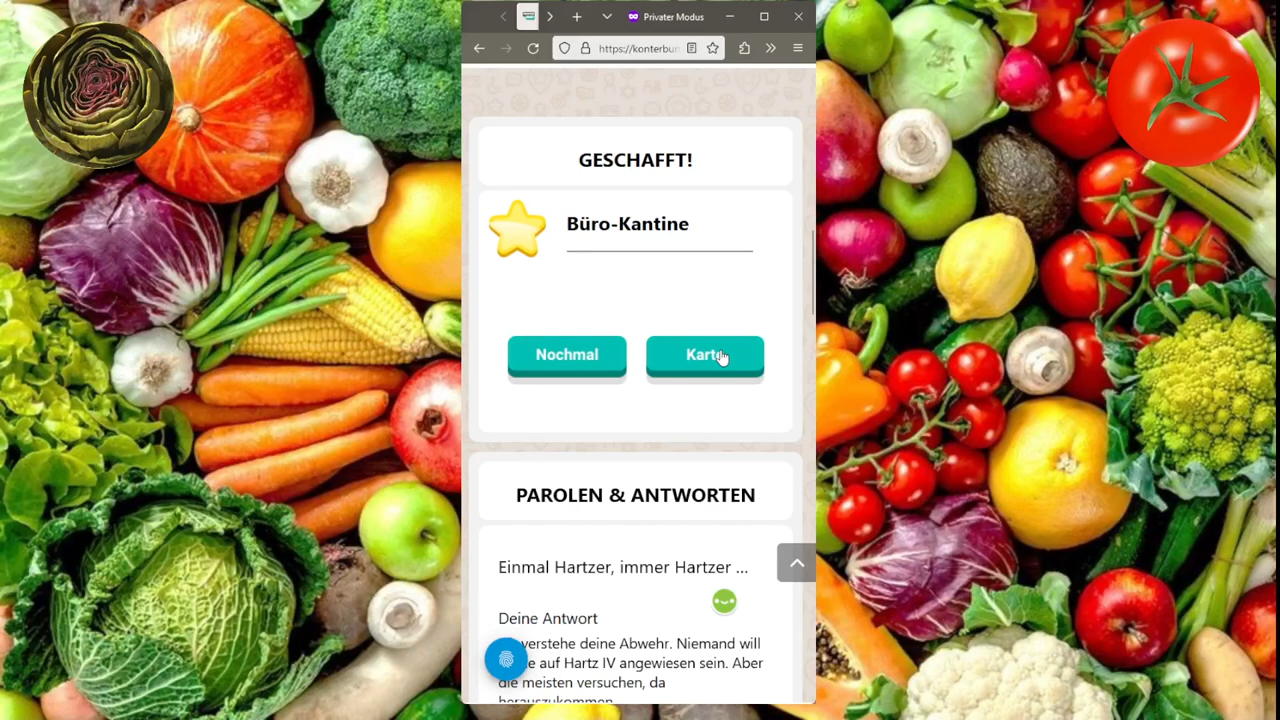 Privater Modus
https://konterbun
GESCHAFFT!
Büro-Kantine
Nochmal
PAROLEN & ANTWORTEN
Einmal Hartzer, immer Hartzer ...
Deine Antwort
verstehe deine Abwehr. Niemand will
auf Hartz IV angewiesen sein. Aber
die meisten versuchen, da
herauszukommen.